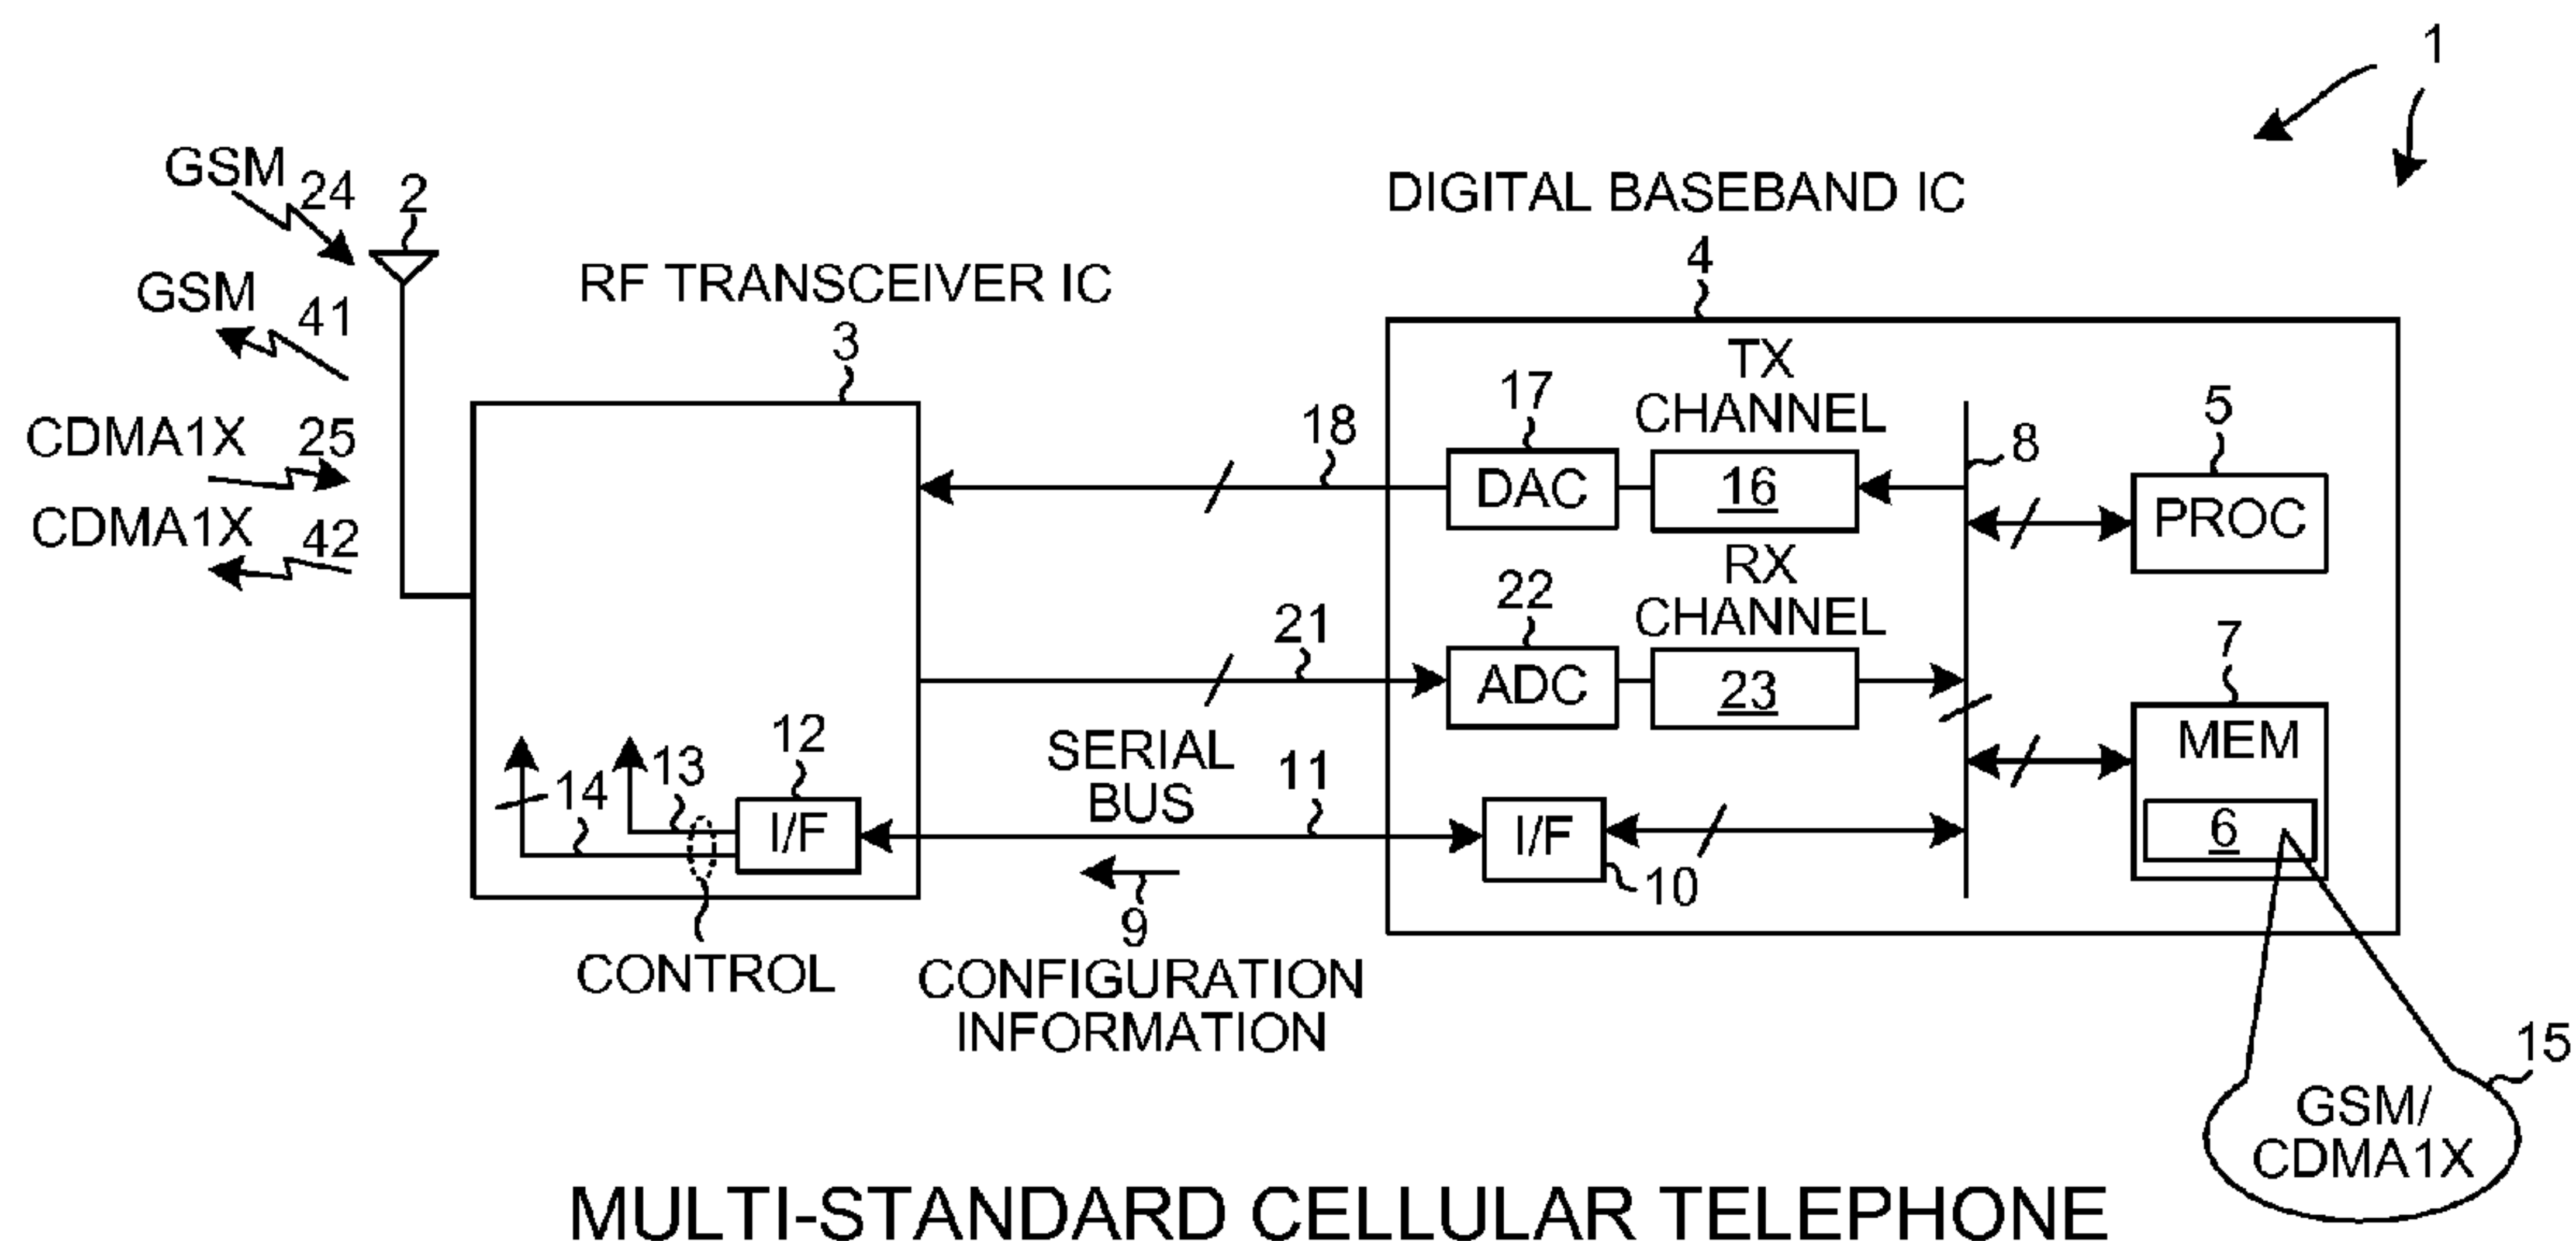 1
GSM
24
2
DIGITAL BASEBAND IC
4
GSM
41
RF TRANSCEIVER IC
3
TX
CHANNEL
17
5
CDMA1X
25
18
DAC
16
8
PROC
CDMA1X
42
RX
CHANNEL
22
21
ADC
23
7
MEM
6
12
13
14
I/F
SERIAL
BUS
11
I/F
10
9
CONTROL
CONFIGURATION
INFORMATION
15
GSM/
CDMA1X
MULTI-STANDARD CELLULAR TELEPHONE